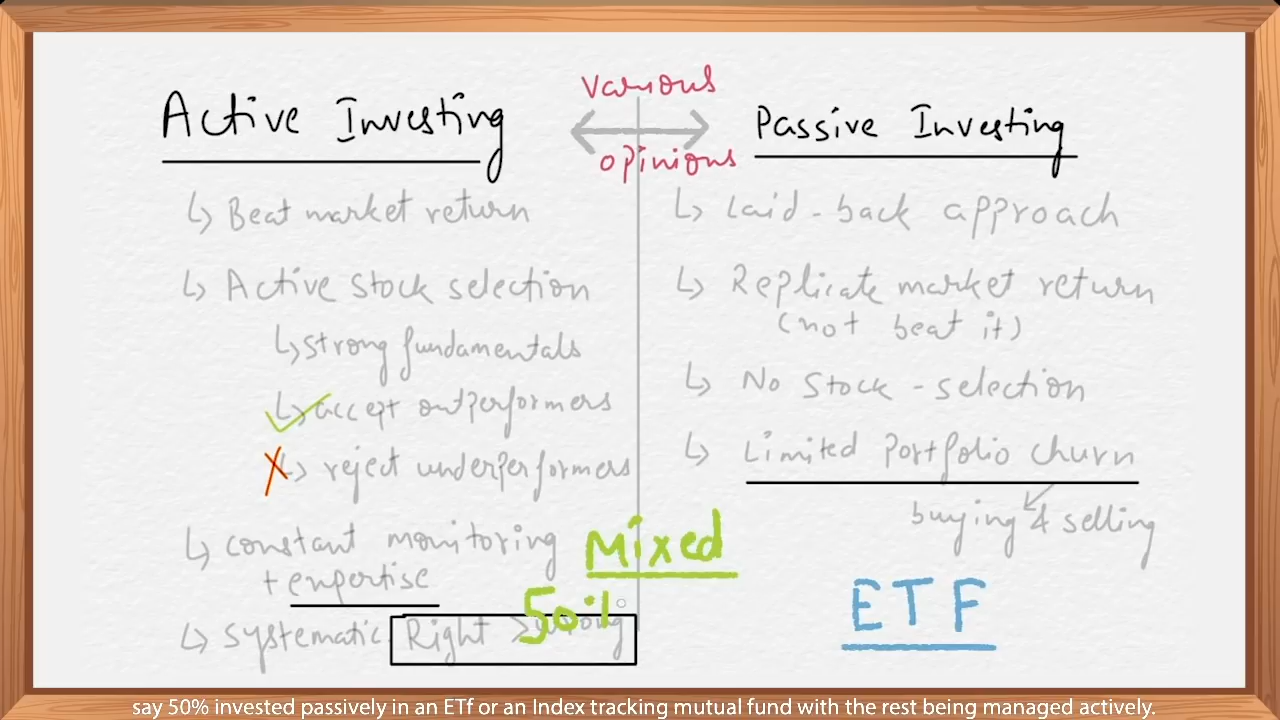 Active Investing
↳ Beat market return
↳ Active stock selection
↳ strong fundamentals
↳ accept outperformers
↳ reject underperformers
↳ constant monitoring
+ expertise
↳ systematic. Right > wrong
various
opinions
Passive Investing
↳ Laid-back approach
↳ Replicate market return
(not beat it)
↳ No Stock-selection
↳ Limited Portfolio churn
buying & selling
Mixed
ETF
say 50% invested passively in an ETf or an Index tracking mutual fund with the rest being managed actively.